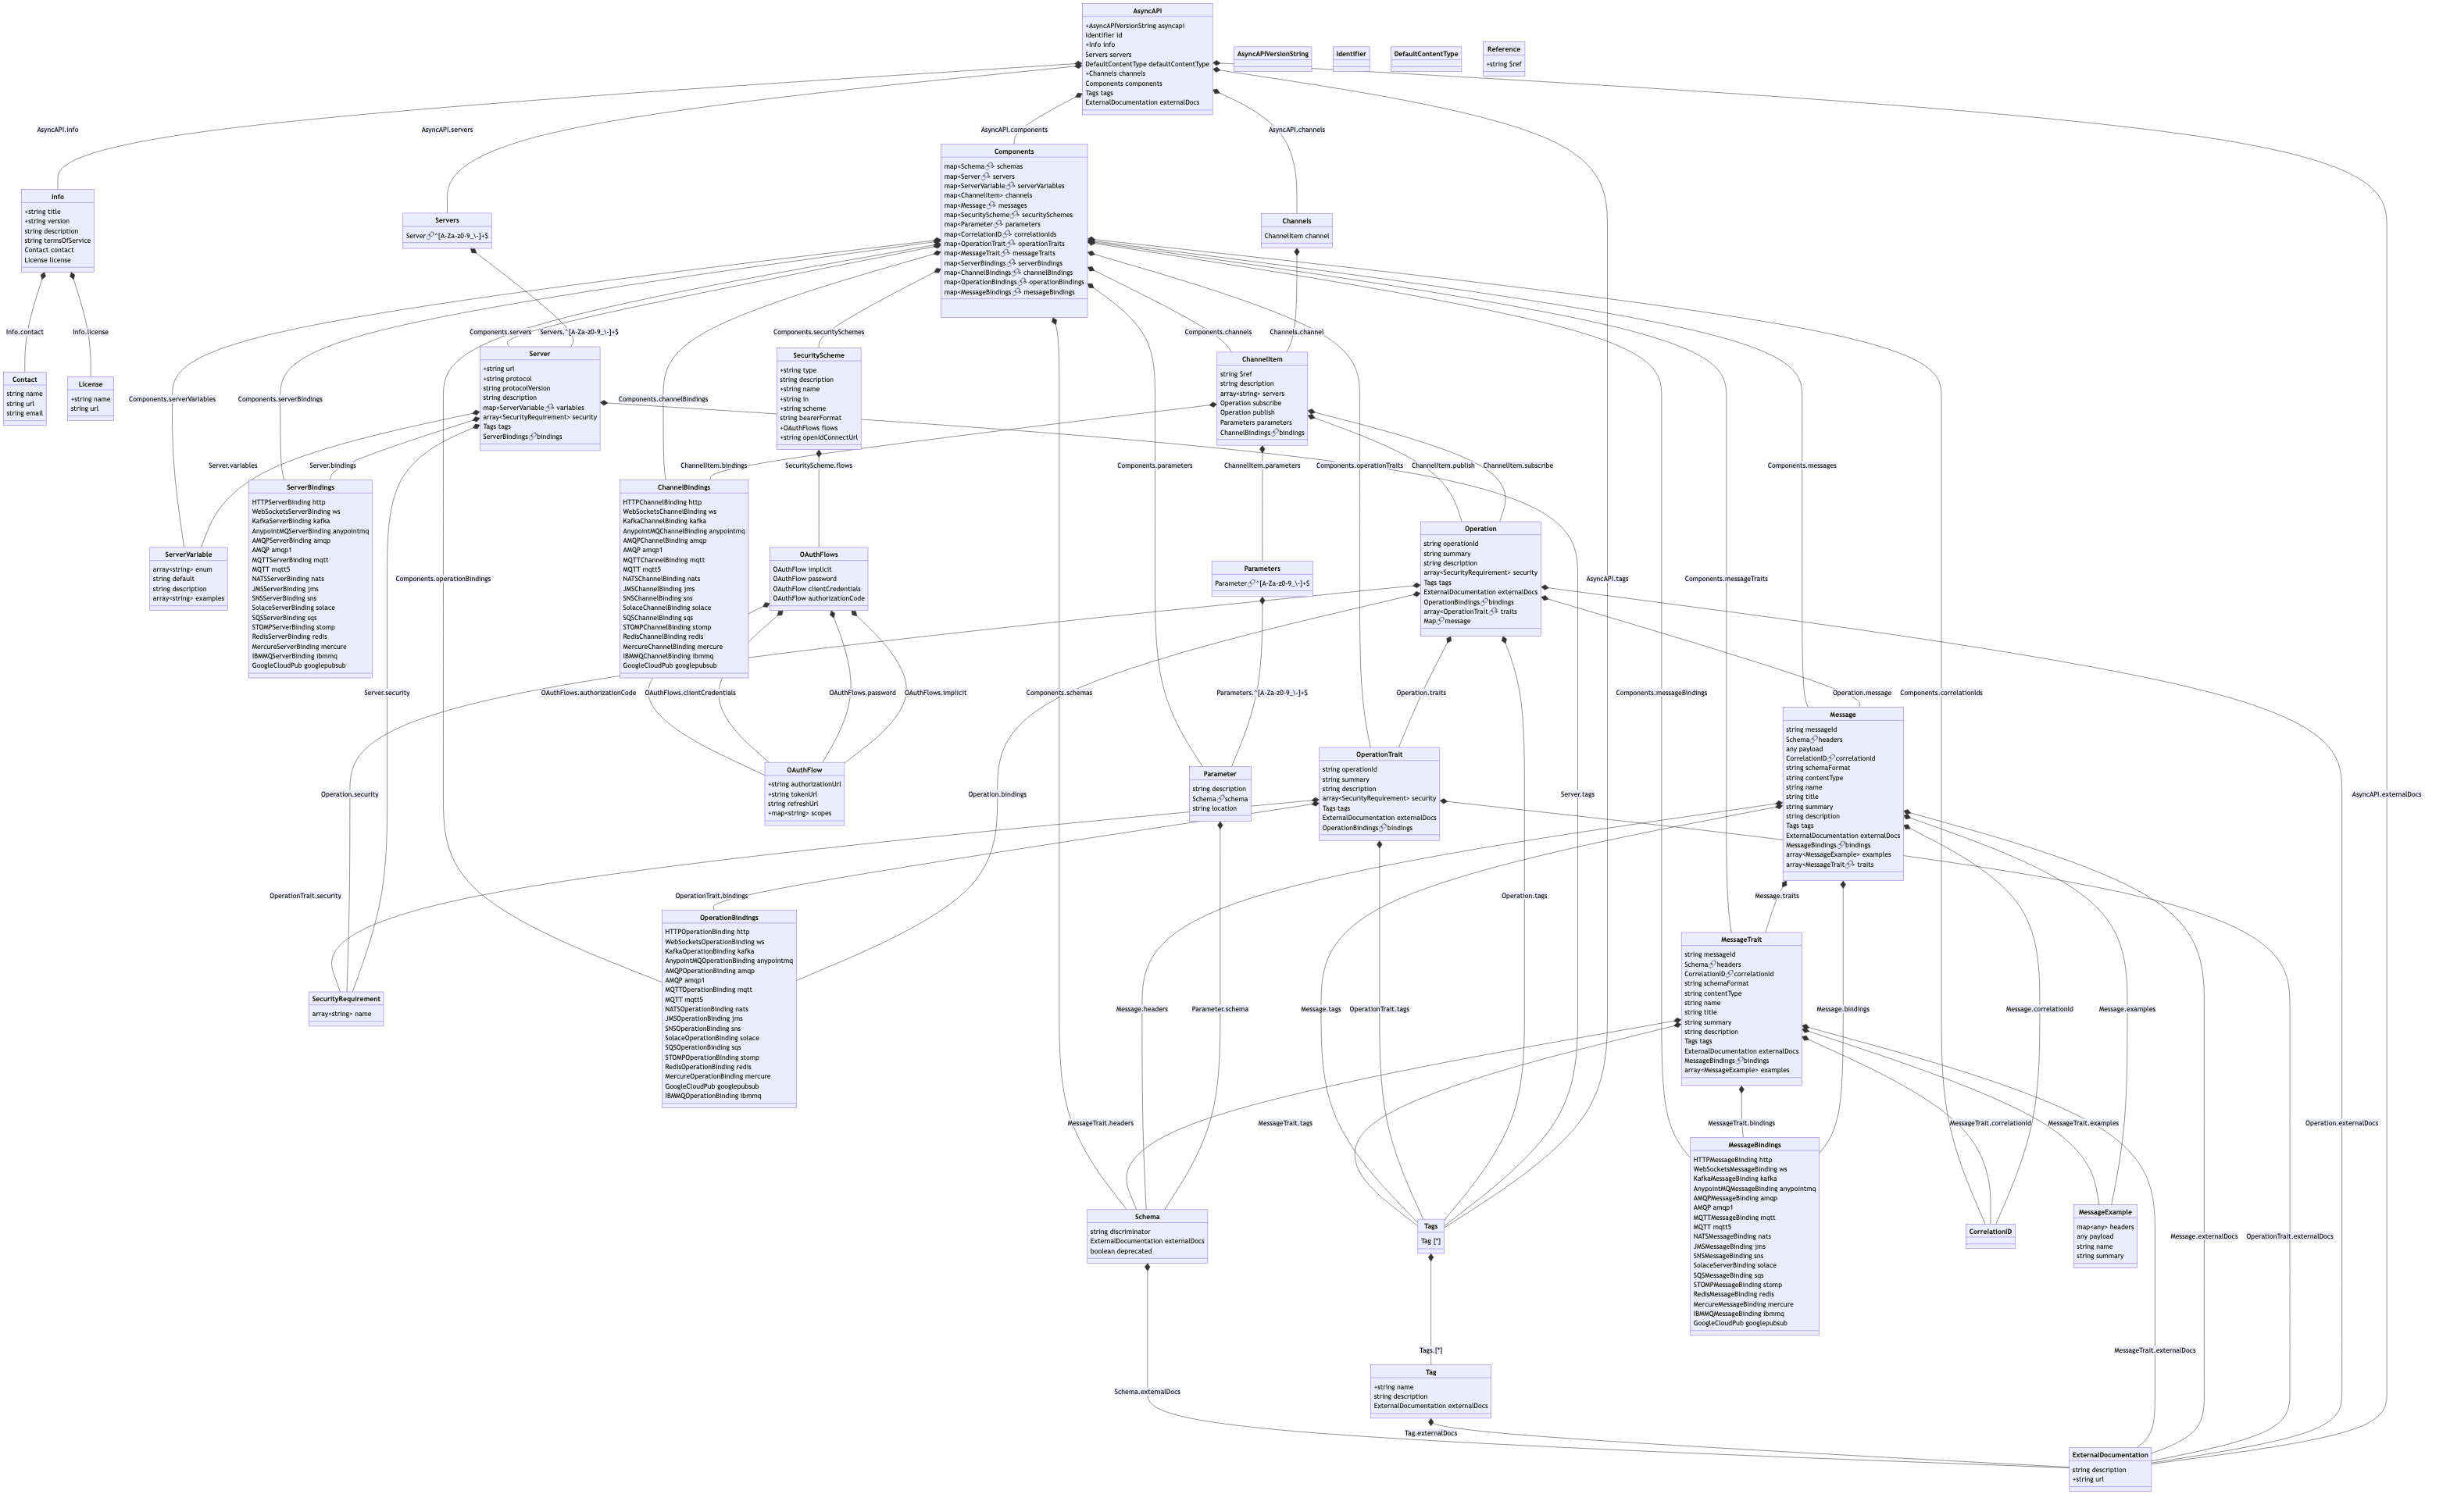 AsyncAPI
+AsyncAPIVersionString asyncapi
Identifier id
+Info info
Servers servers
DefaultContentType defaultContentType
+Channels channels
Components components
Tags tags
ExternalDocumentation externalDocs
AsyncAPIVersionString
Identifier
DefaultContentType
Reference
+string $ref
AsyncAPI.info
AsyncAPI.servers
AsyncAPI.components
AsyncAPI.channels
Components
map<Schema🔗> schemas
map<Server🔗> servers
map<ServerVariable🔗> serverVariables
map<ChannelItem> channels
map<Message🔗> messages
map<SecurityScheme🔗> securitySchemes
map<Parameter🔗> parameters
map<CorrelationID🔗> correlationIds
map<OperationTrait🔗> operationTraits
map<MessageTrait🔗> messageTraits
map<ServerBindings🔗> serverBindings
map<ChannelBindings🔗> channelBindings
map<OperationBindings🔗> operationBindings
map<MessageBindings🔗> messageBindings
Info
+string title
+string version
string description
string termsOfService
Contact contact
License license
Servers
Server🔗^[A-Za-z0-9_\-]+$
Channels
ChannelItem channel
Info.contact
Info.license
Components.servers
Servers.^[A-Za-z0-9_\-]+$
Components.securitySchemes
Components.channels
Channels.channel
Contact
string name
string url
string email
License
+string name
string url
Components.serverVariables
Components.serverBindings
Server
+string url
+string protocol
string protocolVersion
string description
map<ServerVariable🔗> variables
array<SecurityRequirement> security
Tags tags
ServerBindings🔗bindings
Components.channelBindings
SecurityScheme
+string type
string description
+string name
+string in
+string scheme
string bearerFormat
+OAuthFlows flows
+string openIdConnectUrl
ChannelItem
string $ref
description
array<string> servers
Operation subscribe
Operation publish
Parameters parameters
ChannelBindings🔗bindings
Server.variables
Server.bindings
ChannelItem.bindings
SecurityScheme.flows
Components.parameters
ChannelItem.parameters
Components.operationTraits
ChannelItem.publish
ChannelItem.subscribe
Components.messages
ServerBindings
HTTPServerBinding http
WebSocketsServerBinding ws
KafkaServerBinding kafka
AnypointMQServerBinding anypointmq
AMQPServerBinding amqp
AMQP amqp1
MQTTServerBinding mqtt
MQTT mqtt5
NATSServerBinding nats
JMSServerBinding jms
SNSServerBinding sns
SolaceServerBinding solace
SQSServerBinding sqs
STOMPServerBinding stomp
RedisServerBinding redis
MercureServerBinding mercure
IBMMQServerBinding ibmmq
GoogleCloudPub googlepubsub
ChannelBindings
HTTPChannelBinding http
WebSocketsChannelBinding ws
KafkaChannelBinding kafka
AnypointMQChannelBinding anypointmq
AMQPChannelBinding amqp
AMQP amqp1
MQTTChannelBinding mqtt
MQTT mqtt5
NATSChannelBinding nats
JMSChannelBinding jms
SNSChannelBinding sns
SolaceChannelBinding solace
SQSChannelBinding sqs
STOMPChannelBinding stomp
RedisChannelBinding redis
MercureChannelBinding mercure
IBMMQChannelBinding ibmmq
GoogleCloudPub googlepubsub
ServerVariable
array<string> enum
string default
string description
array<string> examples
Components.operationBindings
OAuthFlows
OAuthFlow implicit
OAuthFlow password
OAuthFlow clientCredentials
OAuthFlow authorizationCode
Parameters
Parameter🔗^[A-Za-z0-9_\-]+$
Operation
string operationId
string summary
string description
array<SecurityRequirement> security
Tags tags
ExternalDocumentation externalDocs
OperationBindings🔗bindings
array<OperationTrait🔗> traits
Map🔗message
AsyncAPI.tags
Components.messageTraits
Server.security
OAuthFlows.authorizationCode
OAuthFlows.clientCredentials
OAuthFlows.password
OAuthFlows.implicit
Components.schemas
Parameters.^[A-Za-z0-9_\-]+$
Operation.traits
Components.messageBindings
Operation.message
Components.correlationIds
Message
string messageId
Schema🔗headers
any payload
CorrelationID🔗correlationId
string schemaFormat
string contentType
string name
string title
string summary
string description
Tags tags
ExternalDocumentation externalDocs
MessageBindings🔗bindings
array<MessageExample> examples
array<MessageTrait🔗> traits
Operation.security
OAuthFlow
+string authorizationUrl
+string tokenUrl
string refreshUrl
+map<string> scopes
Operation.bindings
Parameter
string description
Schema🔗schema
string location
OperationTrait
string operationId
string summary
string description
array<SecurityRequirement> security
Tags tags
ExternalDocumentation externalDocs
OperationBindings🔗bindings
Server.tags
AsyncAPI.externalDocs
OperationTrait.security
OperationTrait.bindings
Operation.tags
Message.traits
OperationBindings
HTTPOperationBinding http
WebSocketsOperationBinding ws
KafkaOperationBinding kafka
AnypointMQOperationBinding anypointmq
AMQPOperationBinding amqp
AMQP amqp1
MQTTOperationBinding mqtt
MQTT mqtt5
NATSOperationBinding nats
JMSOperationBinding jms
SNSOperationBinding sns
SolaceOperationBinding solace
SQSOperationBinding sqs
STOMPOperationBinding stomp
RedisOperationBinding redis
MercureOperationBinding mercure
GoogleCloudPub googlepubsub
IBMMQOperationBinding ibmmq
SecurityRequirement
array<string> name
Message.headers
Parameter.schema
Message.tags
OperationTrait.tags
MessageTrait
string messageId
Schema🔗headers
CorrelationID🔗correlationId
string schemaFormat
string contentType
string name
string title
string summary
string description
Tags tags
ExternalDocumentation externalDocs
MessageBindings🔗bindings
array<MessageExample> examples
Message.bindings
Message.correlationId
Message.examples
MessageTrait.headers
MessageTrait.tags
MessageTrait.bindings
MessageTrait.correlationId
MessageTrait.examples
Operation.externalDocs
MessageBindings
HTTPMessageBinding http
WebSocketsMessageBinding ws
KafkaMessageBinding kafka
AnypointMQMessageBinding anypointmq
AMQPMessageBinding amqp
AMQP amqp1
MQTTMessageBinding mqtt
MQTT mqtt5
NATSMessageBinding nats
JMSMessageBinding jms
SNSMessageBinding sns
SolaceServerBinding solace
SQSMessageBinding sqs
STOMPMessageBinding stomp
RedisMessageBinding redis
MercureMessageBinding mercure
IBMMQMessageBinding ibmmq
GoogleCloudPub googlepubsub
Schema
string discriminator
ExternalDocumentation externalDocs
boolean deprecated
Tags
Tag [*]
CorrelationID
MessageExample
map<any> headers
any payload
string name
string summary
Message.externalDocs
OperationTrait.externalDocs
Tags.[*]
MessageTrait.externalDocs
Tag
+string name
string description
ExternalDocumentation externalDocs
Schema.externalDocs
Tag.externalDocs
ExternalDocumentation
string description
+string url